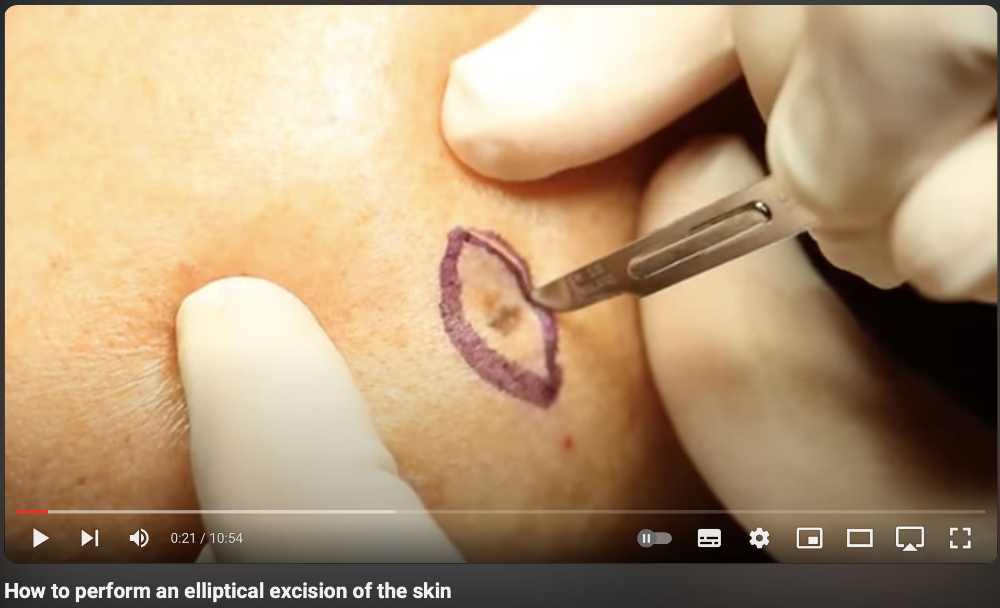 0:21 / 10:54
How to perform an elliptical excision of the skin